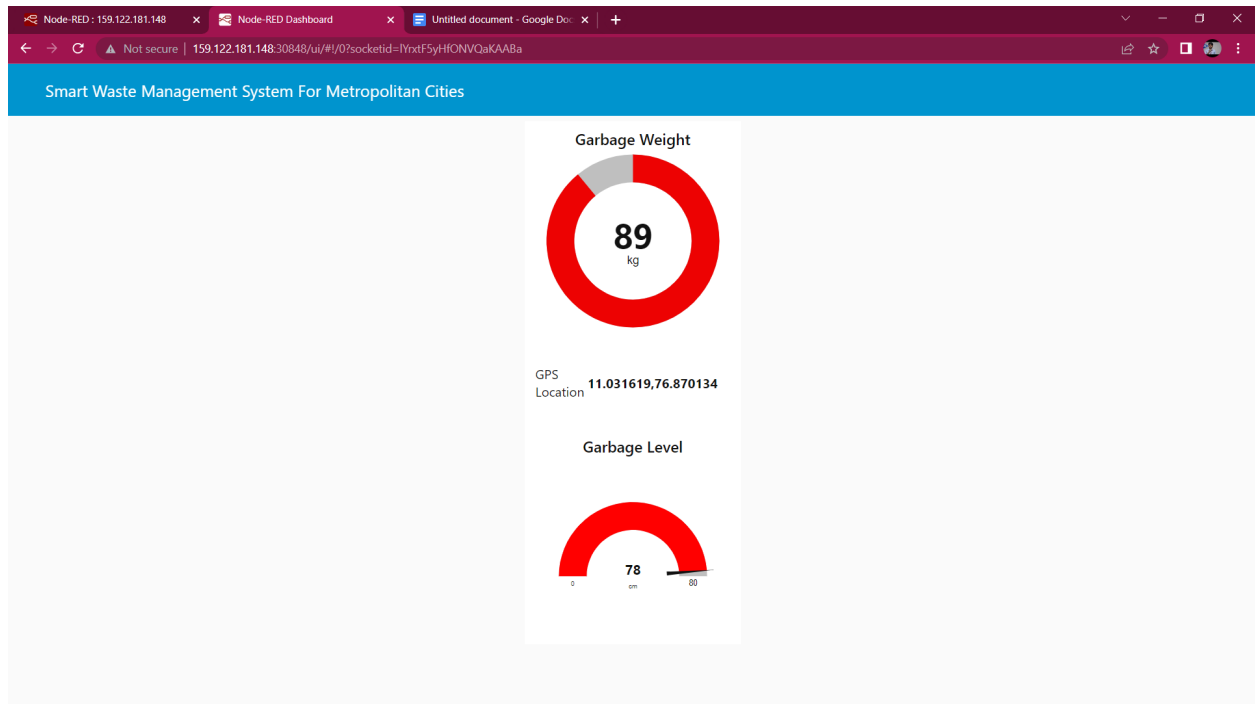 Node-RED : 159.122.181.148
Node-RED Dashboard
Untitled document - Google Doc
Not secure
159.122.181.148:30848/ui/#!/0?socketid=lYrxtF5yHfONVQaKAABa
Smart Waste Management System For Metropolitan Cities
Garbage Weight
89
kg
GPS
Location
11.031619,76.870134
Garbage Level
78
cm
0
80